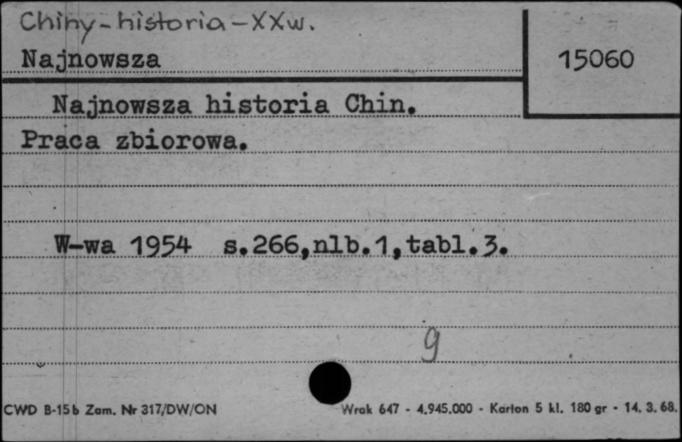 Chiny-historia-XXw.
Najnowsza
15060
Najnowsza historia Chin.
Praca zbiorowa.
W-wa 1954 s.266,nlb.1,tabl.3.
g
CWD B-15b Zam. Nr 317/DW/ON
Wrak 647 - 4.945.000 - Karton 5 kl. 180 gr - 14. 3. 68.